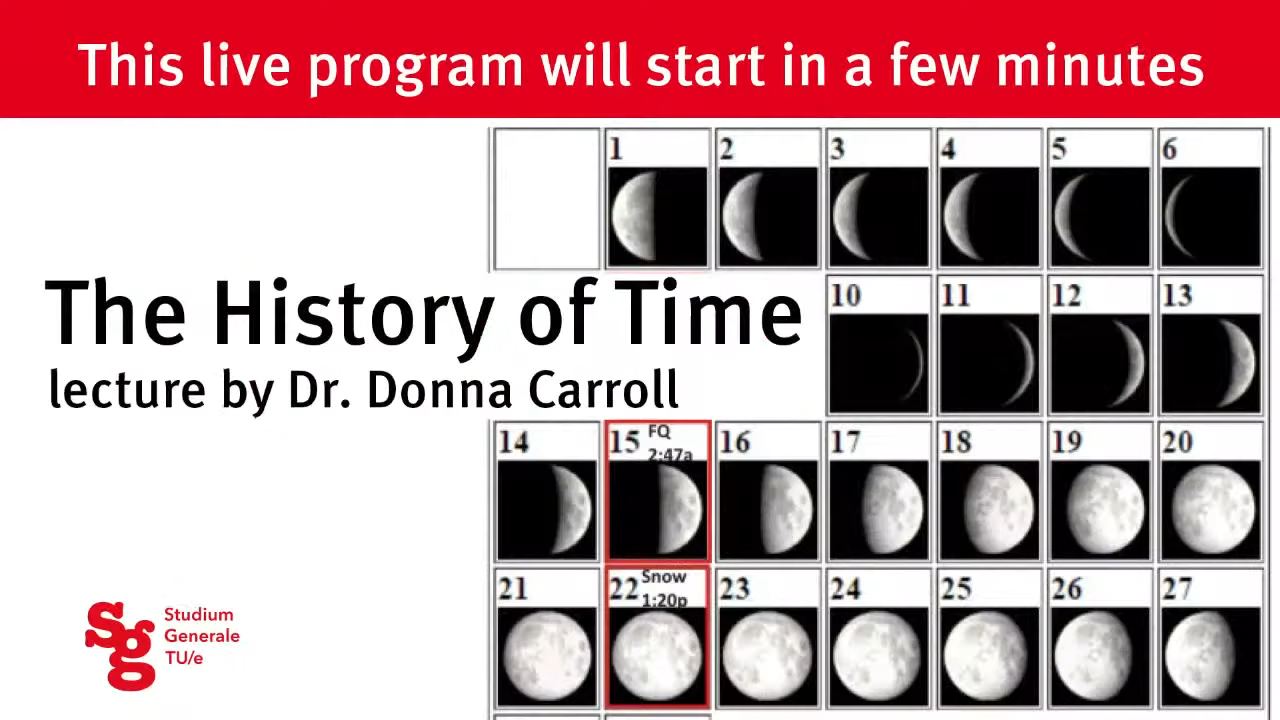 This live program will start in a few minutes
1 2 3 4 5 6
The History of Time
10 11 12 13
lecture by Dr. Donna Carroll
14 15 FQ 16 17 18 19 20
2:47a
21 22 Snow 23 24 25 26 27
1:20p
Sgg
Studium
Generale
TU/e